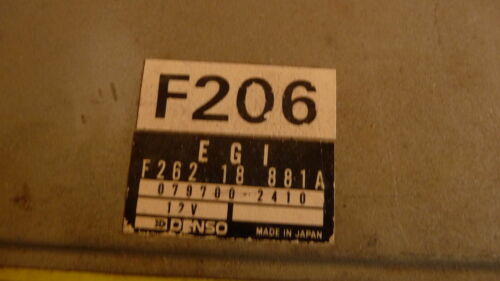 F206
EGI
F262 18 881A
079700-2410
12V
DENSO MADE IN JAPAN